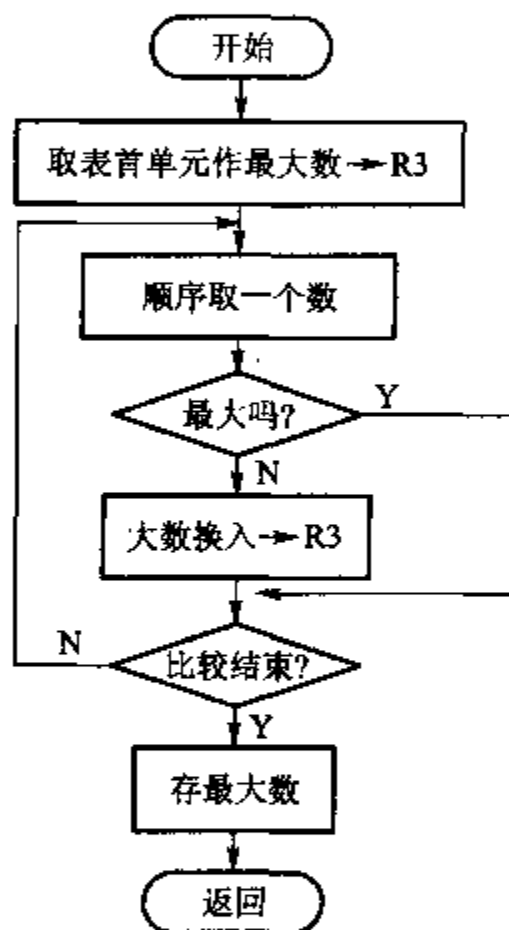 开始
取表首单元作最大数→R3
顺序取一个数
最大吗?
Y
N
大数换入→R3
比较结束?
N
Y
存最大数
返回